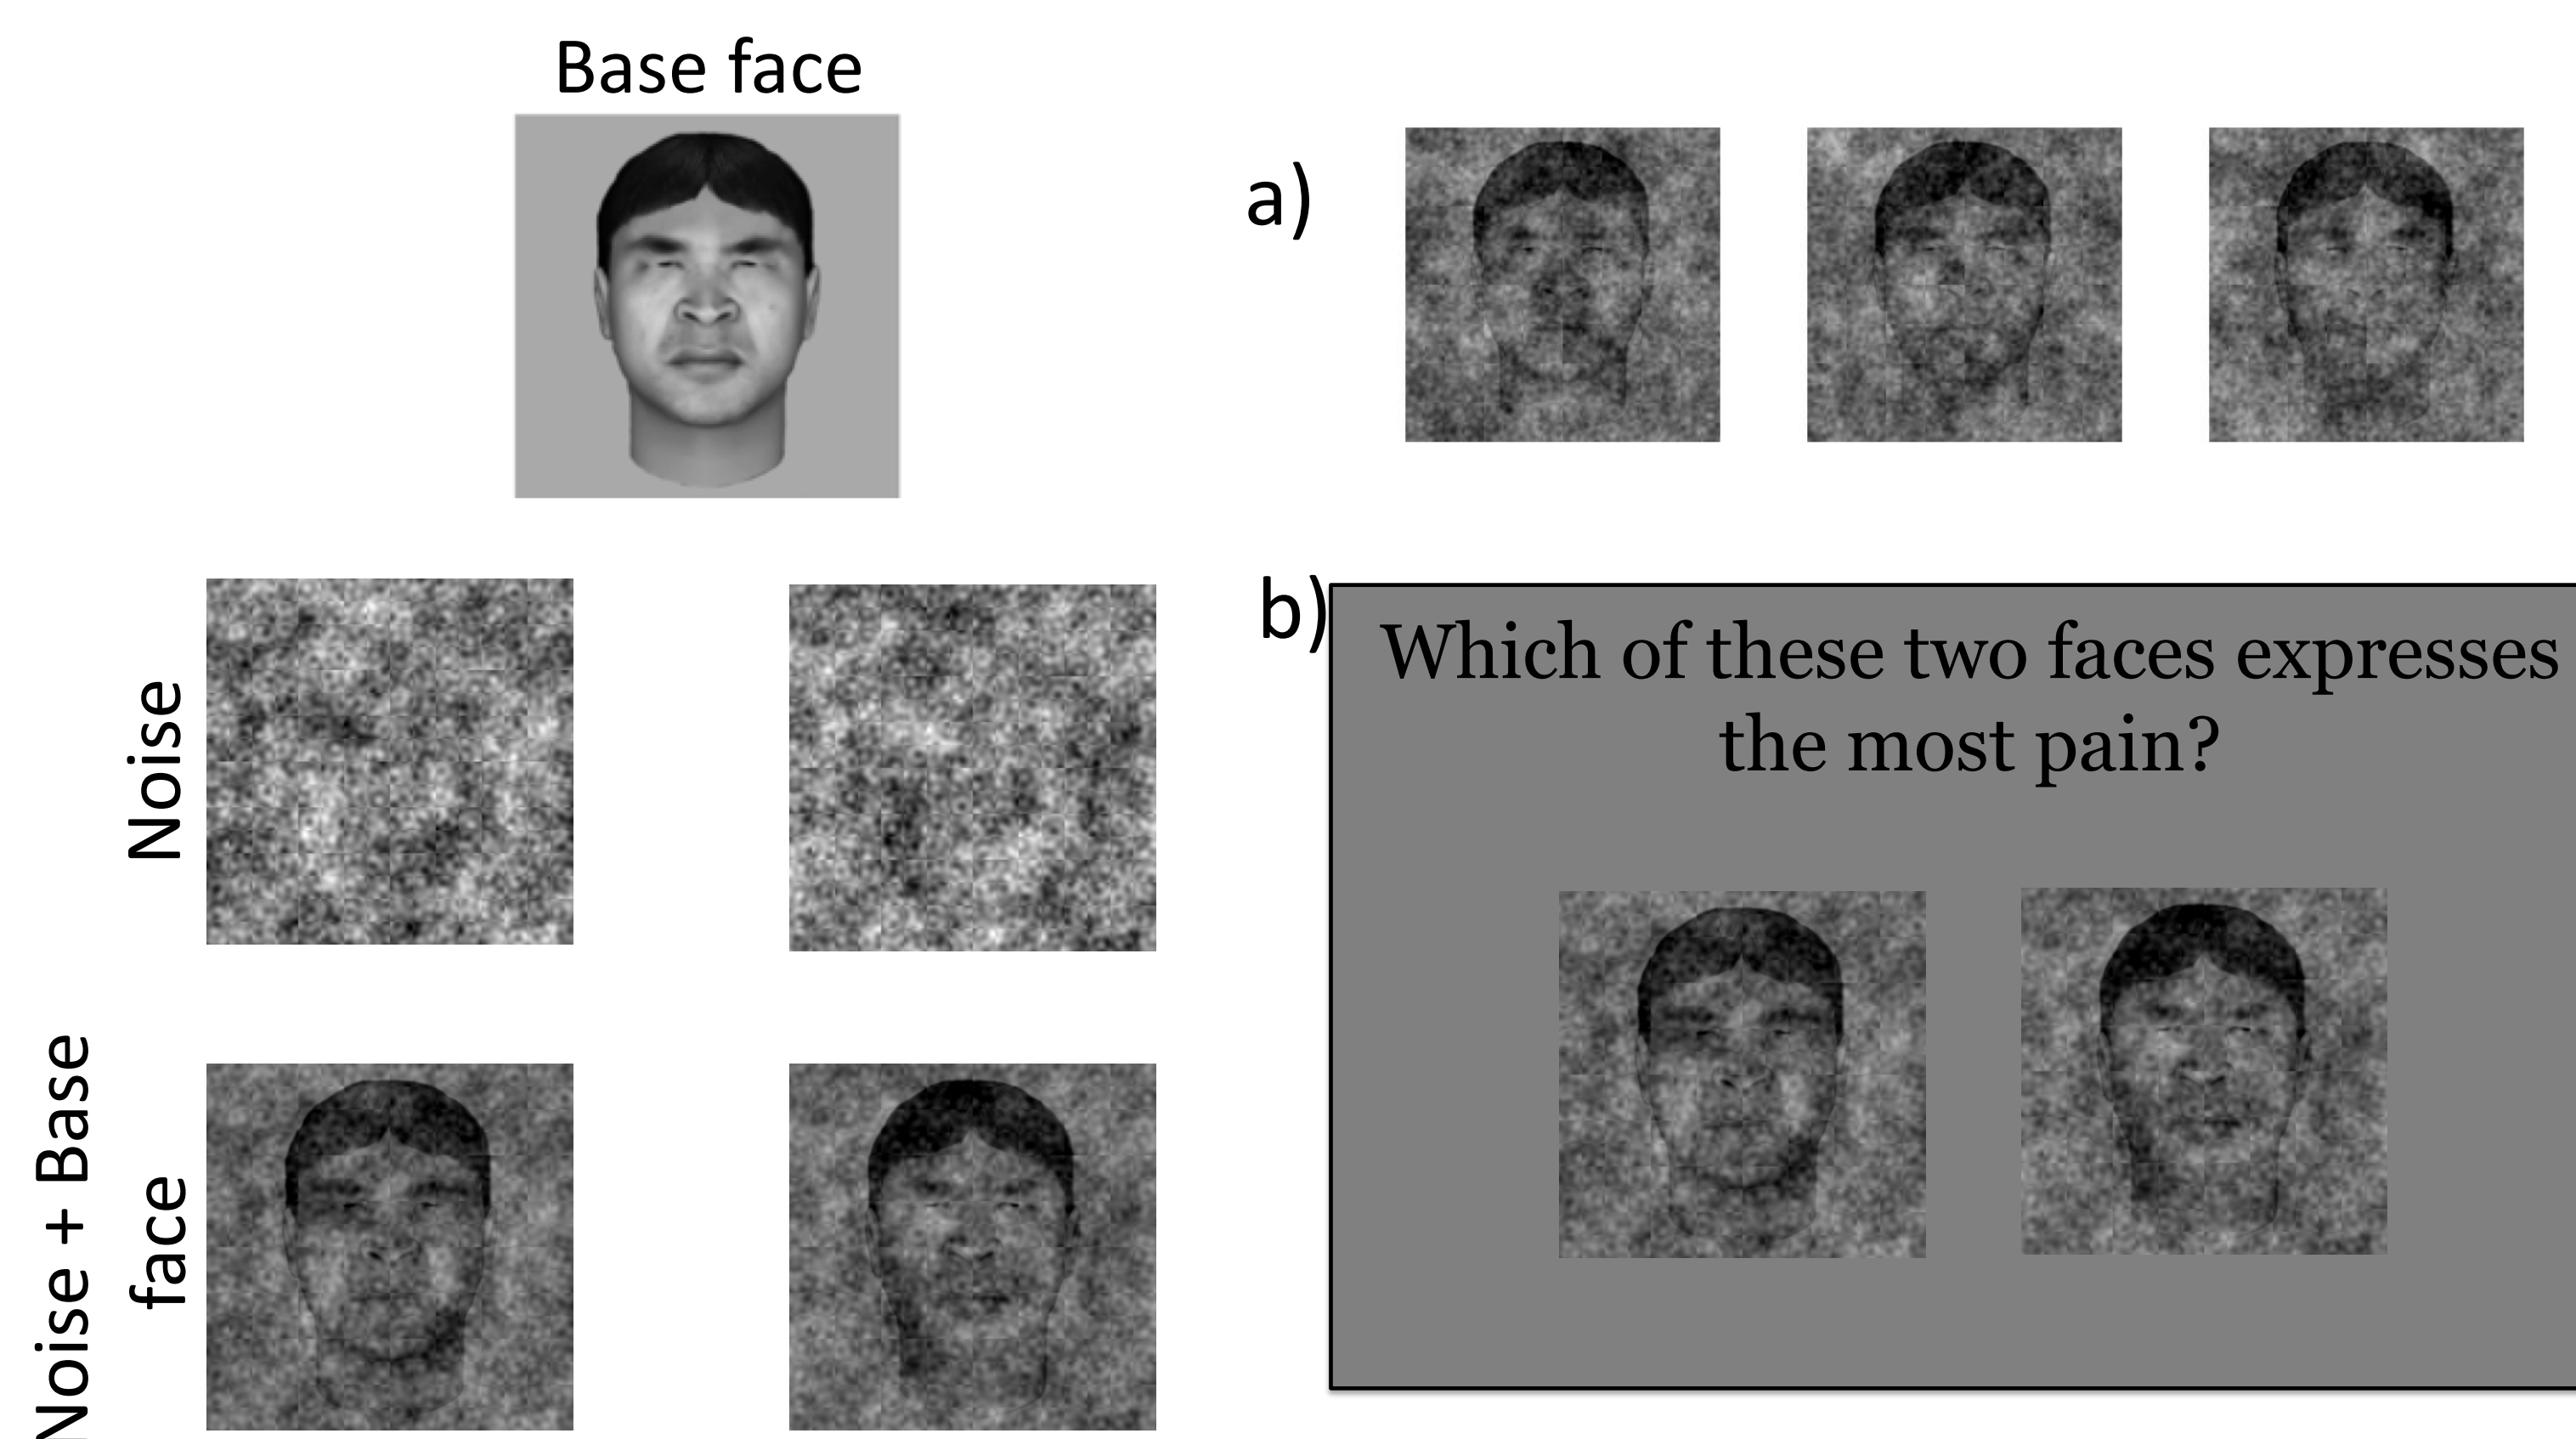 Base face
a)
Noise
b)
Which of these two faces expresses
the most pain?
Noise + Base
face